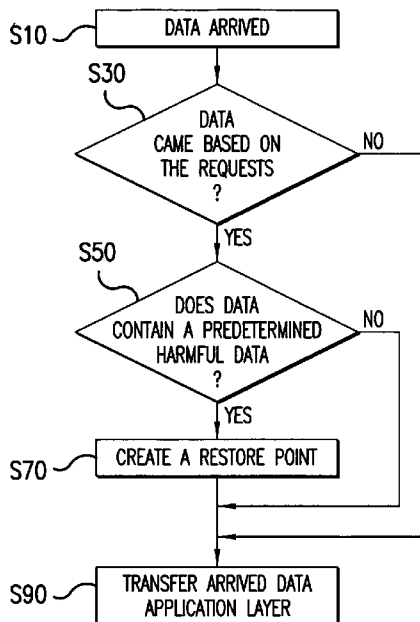 S10
DATA ARRIVED
S30
DATA
CAME BASED ON
THE REQUESTS
?
NO
YES
S50
DOES DATA
CONTAIN A PREDETERMINED
HARMFUL DATA
?
NO
YES
S70
CREATE A RESTORE POINT
S90
TRANSFER ARRIVED DATA
APPLICATION LAYER